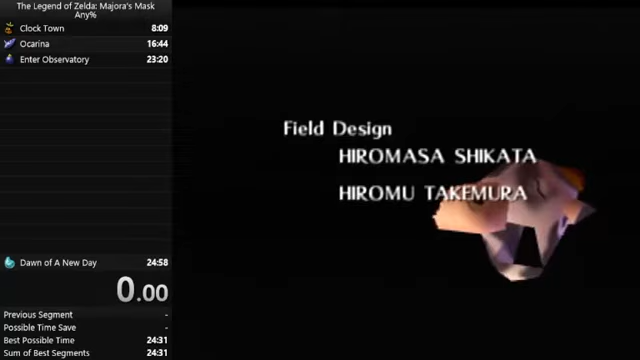 The Legend of Zelda: Majora's Mask
Any%
Clock Town 8:09
Ocarina 16:44
Enter Observatory 23:20
Field Design
HIROMASA SHIKATA
HIROMU TAKEMURA
Dawn of A New Day 24:58
0.00
Previous Segment -
Possible Time Save -
Best Possible Time 24:31
Sum of Best Segments 24:31